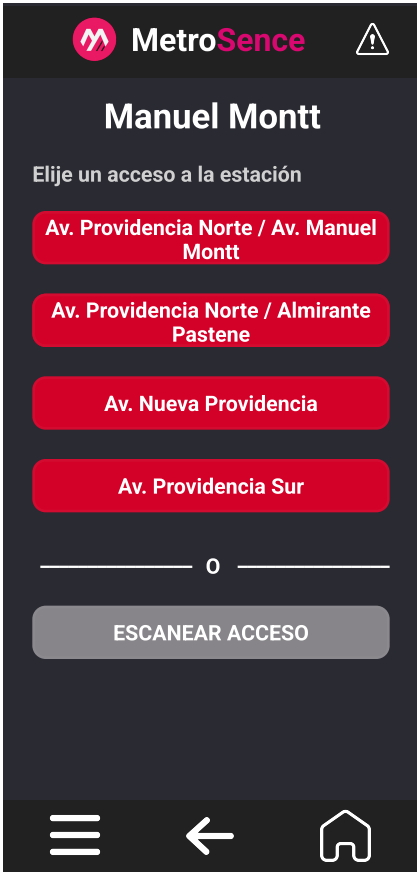 MetroSence
Manuel Montt
Elije un acceso a la estación
Av. Providencia Norte / Av. Manuel
Montt
Av. Providencia Norte / Almirante
Pastene
Av. Nueva Providencia
Av. Providencia Sur
O
ESCANEAR ACCESO